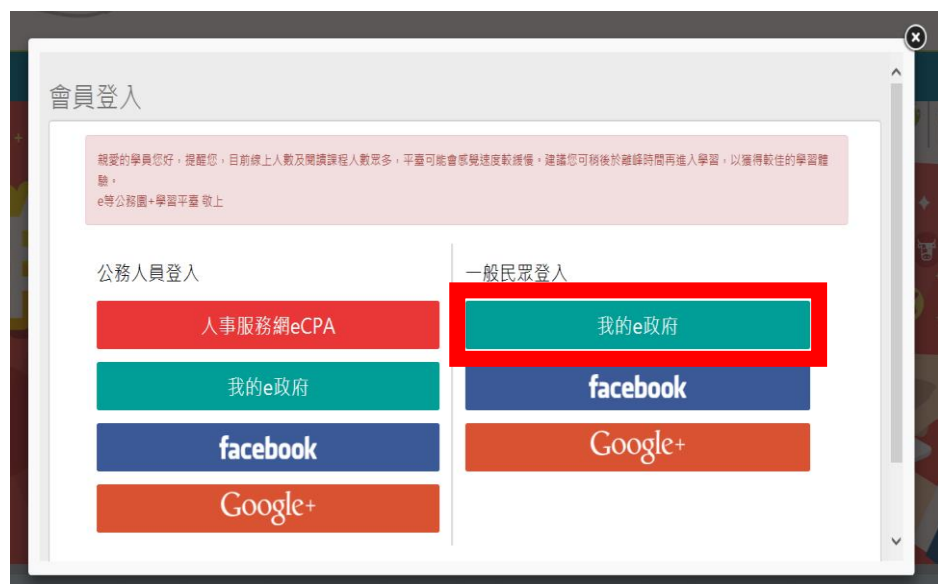 會員登入
親愛的學員您好，提醒您，目前線上人數及閱讀課程人數眾多，平臺可能會感覺速度較緩慢。建議您可稍後於離峰時間再進入學習，以獲得較佳的學習體
驗。
e等公務園+學習平臺 敬上
公務人員登入
人事服務網eCPA
我的e政府
facebook
Google+
一般民眾登入
我的e政府
facebook
Google+